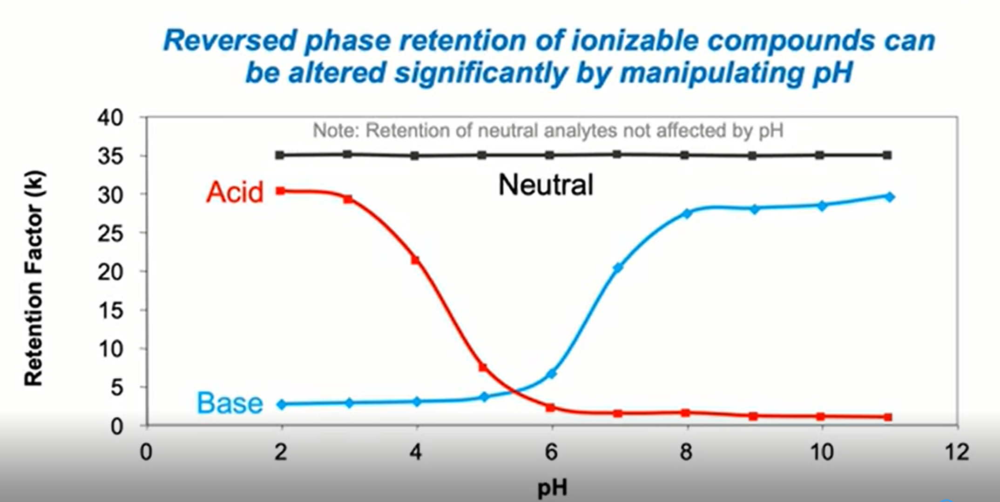 Reversed phase retention of ionizable compounds can
be altered significantly by manipulating pH
40
Note: Retention of neutral analytes not affected by pH
35
Neutral
Acid
30
25
20
15
10
5
Base
0
Retention Factor (k)
0 2 4 6 8 10 12
pH